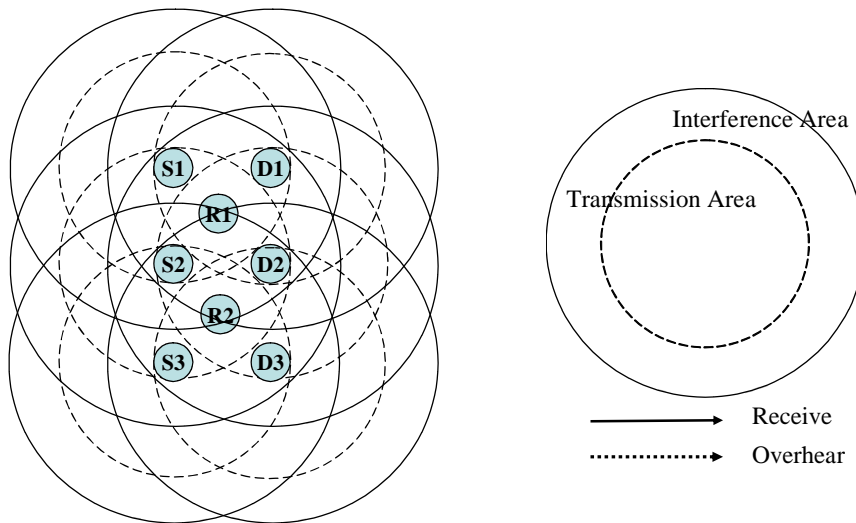 S1 D1
R1
S2 D2
R2
S3 D3
Interference Area
Transmission Area
Receive
Overhear